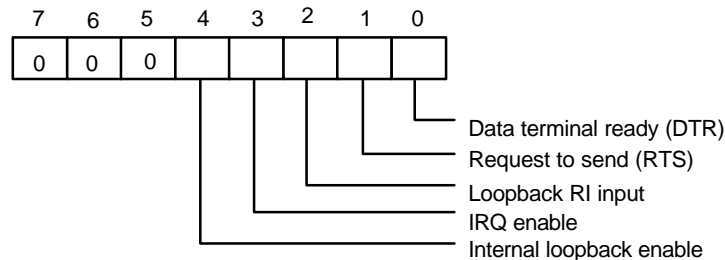 7 6 5 4 3 2 1 0
0 0 0
Data terminal ready (DTR)
Request to send (RTS)
Loopback RI input
IRQ enable
Internal loopback enable